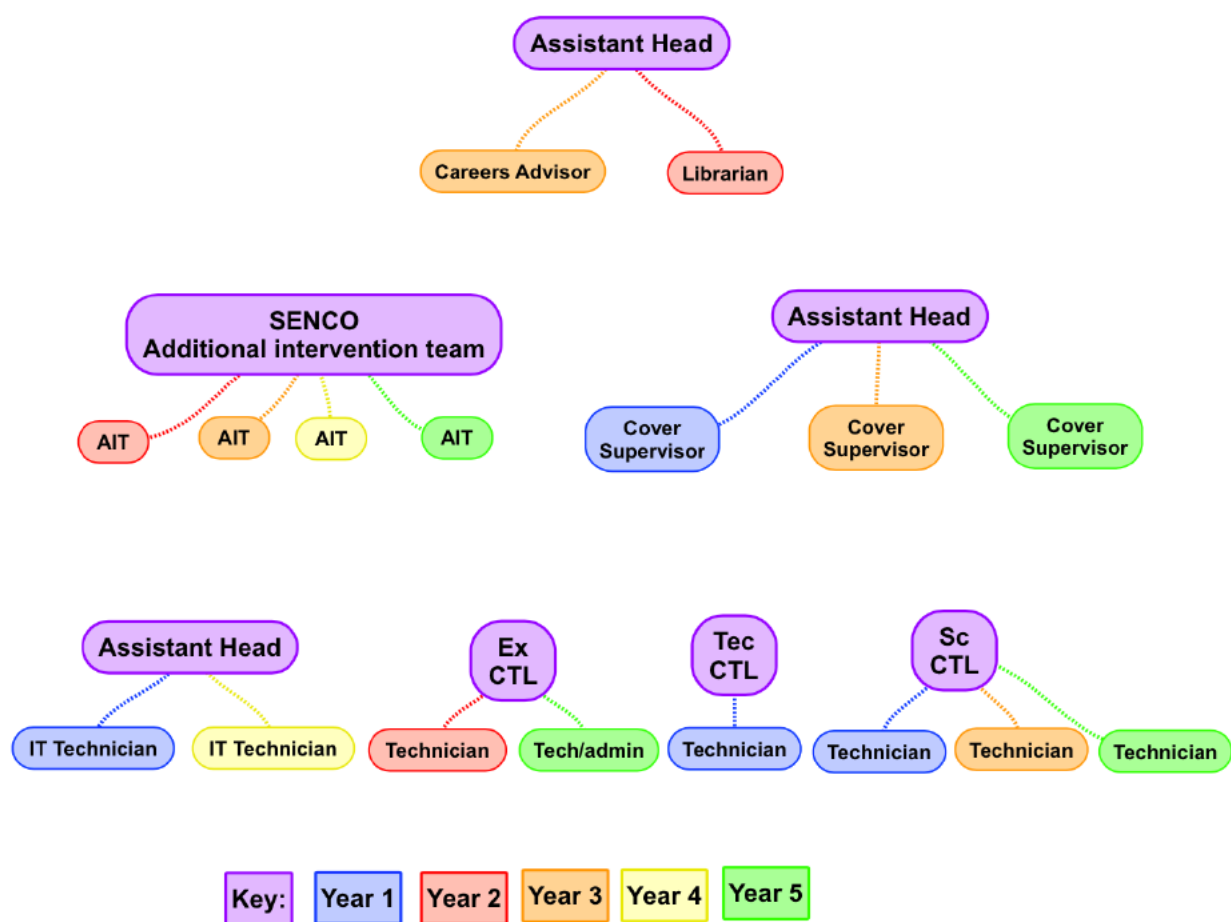 Assistant Head
Careers Advisor
Librarian
SENCO
Additional intervention team
AIT
AIT
AIT
AIT
Assistant Head
Cover
Supervisor
Cover
Supervisor
Cover
Supervisor
Assistant Head
IT Technician
IT Technician
Ex
CTL
Technician
Tech/admin
Tec
CTL
Technician
Sc
CTL
Technician
Technician
Technician
Key:
Year 1
Year 2
Year 3
Year 4
Year 5